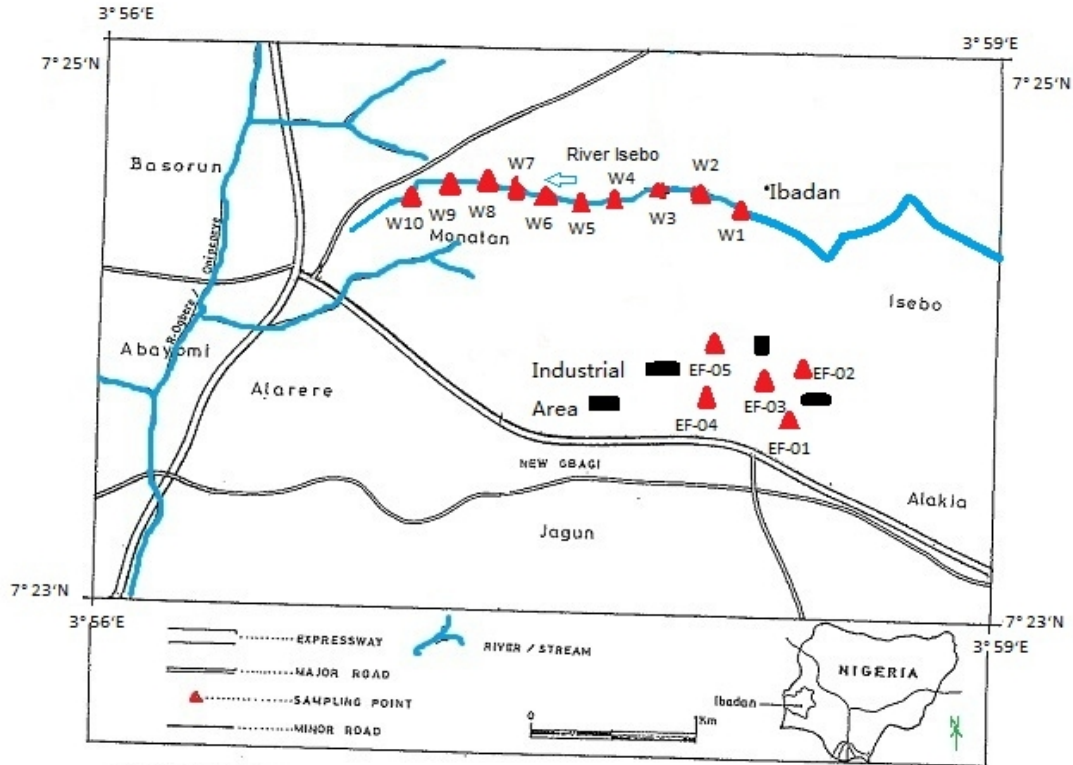 3° 56‘E
3° 59‘E
7° 25‘N
7° 25‘N
Basorun
River Isebo
W7
W2
W4
•Ibadan
W10
W9
W8
W6
W5
W3
W1
Monatan
R.Ogbere /
Isebo
Abayomi
Alarere
Industrial
Area
EF-05
EF-02
EF-03
EF-04
EF-01
NEW GBAGI
Alakia
Jagun
7° 23‘N
7° 23‘N
3° 56‘E
3° 59‘E
EXPRESSWAY
MAJOR ROAD
SAMPLING POINT
MINOR ROAD
RIVER / STREAM
0
1Km
NIGERIA
Ibadan
N